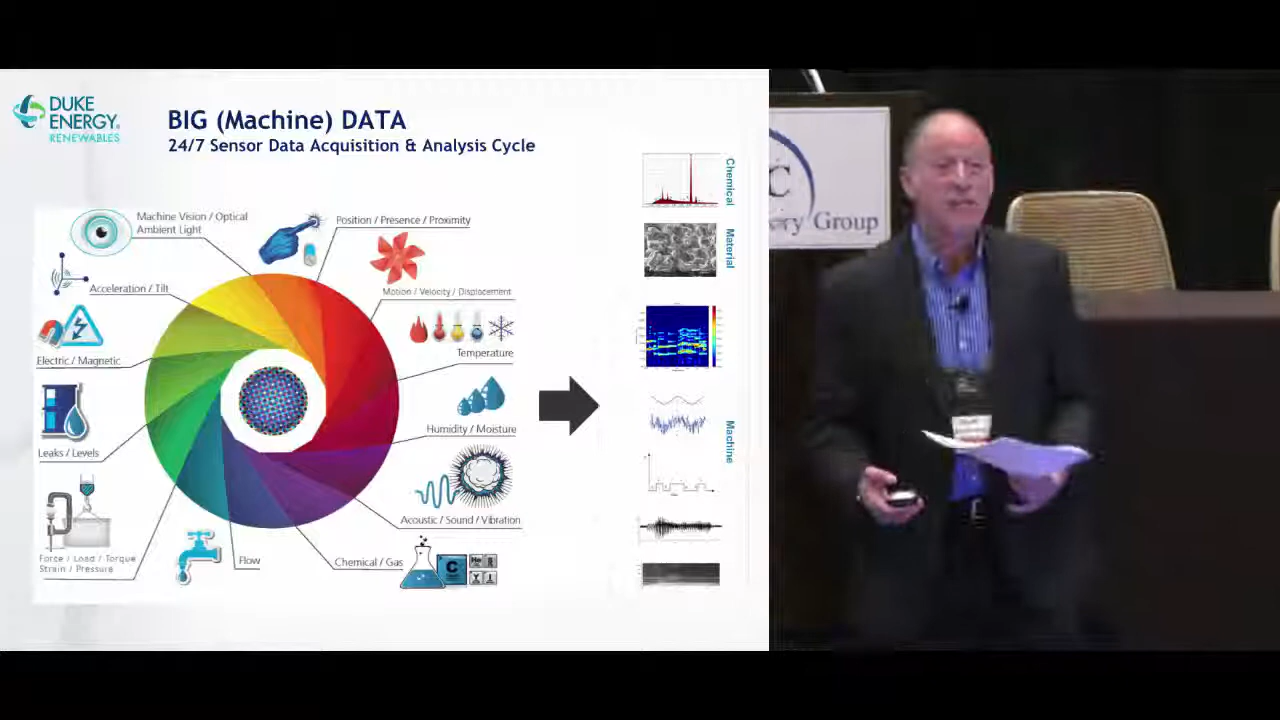 DUKE
ENERGY®
RENEWABLES
BIG (Machine) DATA
24/7 Sensor Data Acquisition & Analysis Cycle
Machine Vision / Optical
Ambient Light
Position / Presence / Proximity
Acceleration / Tilt
Motion / Velocity / Displacement
Electric / Magnetic
Temperature
Leaks / Levels
Humidity / Moisture
Force / Load / Torque
Strain / Pressure
Acoustic / Sound / Vibration
Flow
Chemical / Gas
C
Chemical
Material
Machine
C
ery Group